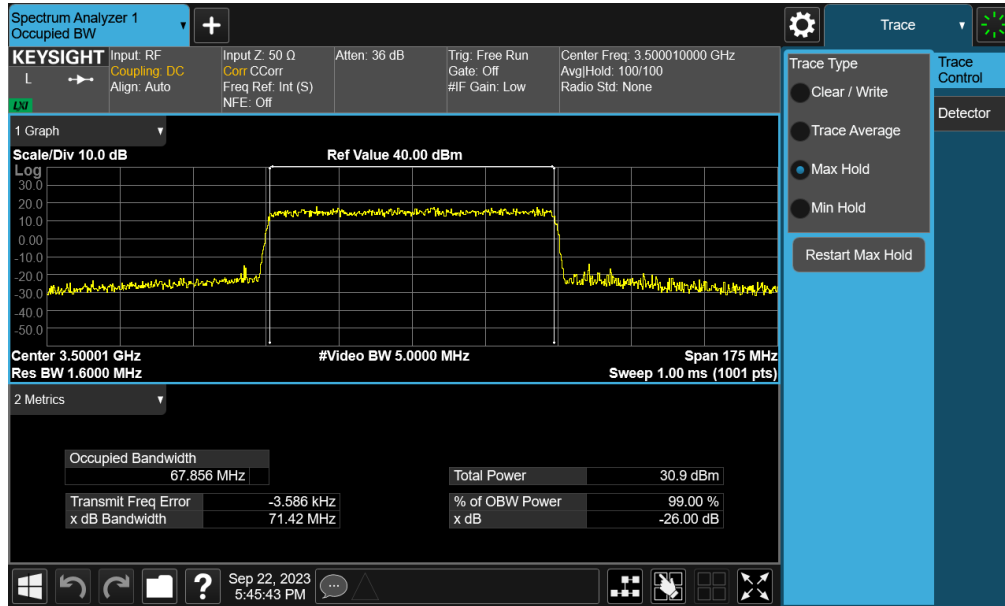 Spectrum Analyzer 1
Occupied BW
Trace
KEYSIGHT
L
LXI
Input: RF
Coupling: DC
Align: Auto
Input Z: 50 Ω
Corr CCorr
Freq Ref: Int (S)
NFE: Off
Atten: 36 dB
Trig: Free Run
Gate: Off
#IF Gain: Low
Center Freq: 3.500010000 GHz
Avg|Hold: 100/100
Radio Std: None
Trace Type
Clear / Write
Trace Average
Max Hold
Min Hold
Restart Max Hold
Trace
Control
Detector
1 Graph
Scale/Div 10.0 dB
Ref Value 40.00 dBm
Log
30.0
20.0
10.0
0.00
-10.0
-20.0
-30.0
-40.0
-50.0
Center 3.50001 GHz
#Video BW 5.0000 MHz
Span 175 MHz
Res BW 1.6000 MHz
Sweep 1.00 ms (1001 pts)
2 Metrics
Occupied Bandwidth
67.856 MHz
Total Power 30.9 dBm
Transmit Freq Error -3.586 kHz
% of OBW Power 99.00 %
x dB Bandwidth 71.42 MHz
x dB -26.00 dB
?
Sep 22, 2023
5:45:43 PM